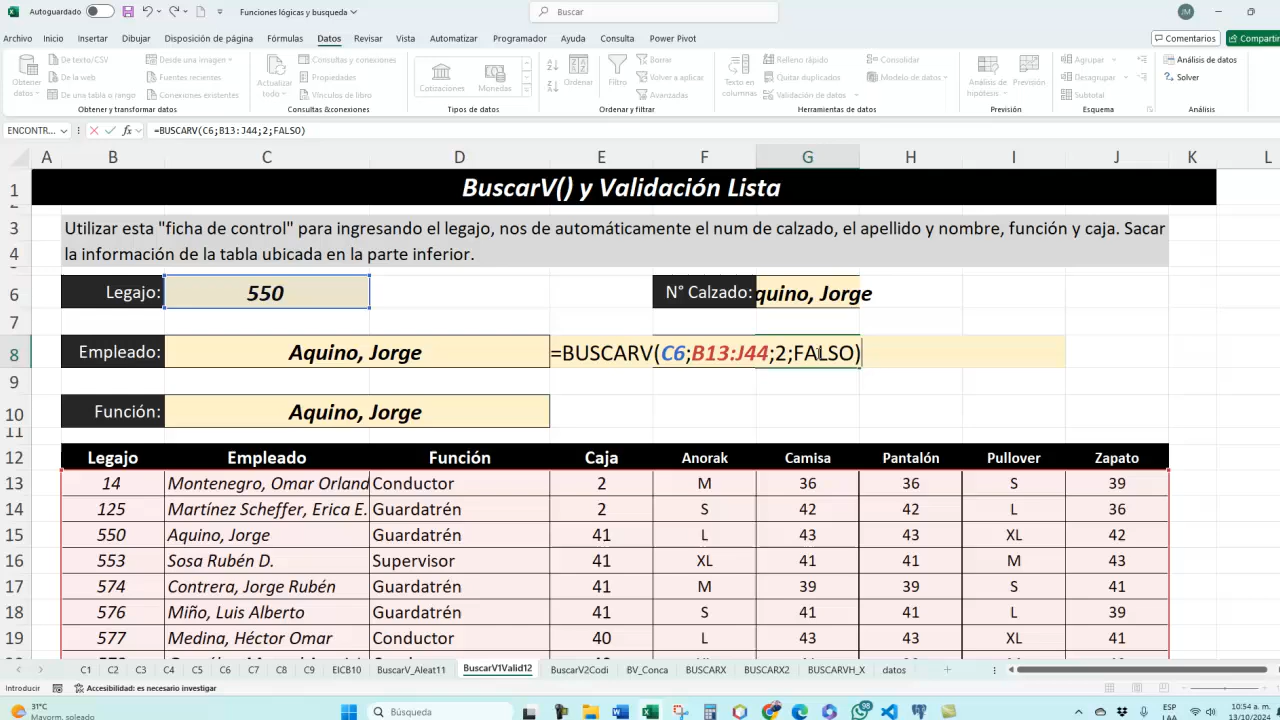 Autoguardado
Funciones lógicas y busqueda
Buscar
JM
Archivo Inicio Insertar Dibujar Disposición de página Fórmulas Datos Revisar Vista Automatizar Programador Ayuda Consulta Power Pivot
Comentarios Compartir
Obtener datos
De texto/CSV
De la web
De una tabla o rango
Desde una imagen
Fuentes recientes
Conexiones existentes
Obtener y transformar datos
Actualizar todo
Consultas y conexiones
Propiedades
Vínculos de libro
Consultas &conexiones
Cotizaciones Monedas
Tipos de datos
Ordenar
Filtro
Borrar
Volver a aplicar
Avanzadas
Ordenar y filtrar
Texto en columnas
Relleno rápido
Quitar duplicados
Validación de datos
Consolidar
Modelo de datos
Herramientas de datos
Análisis de hipótesis
Previsión
Previsión
Agrupar
Desagrupar
Subtotal
Esquema
Análisis de datos
Solver
Análisis
ENCONTR... fx =BUSCARV(C6;B13:J44;2;FALSO)
A B C D E F G H I J K L
1 BuscarV() y Validación Lista
3 Utilizar esta "ficha de control" para ingresando el legajo, nos de automáticamente el num de calzado, el apellido y nombre, función y caja. Sacar
4 la información de la tabla ubicada en la parte inferior.
6 Legajo: 550 N° Calzado: quino, Jorge
7
8 Empleado: Aquino, Jorge =BUSCARV(C6;B13:J44;2;FALSO)
9
10 Función: Aquino, Jorge
11
12 Legajo Empleado Función Caja Anorak Camisa Pantalón Pullover Zapato
13 14 Montenegro, Omar Orland Conductor 2 M 36 36 S 39
14 125 Martínez Scheffer, Erica E. Guardatrén 2 S 42 42 L 36
15 550 Aquino, Jorge Guardatrén 41 L 43 43 XL 42
16 553 Sosa Rubén D. Supervisor 41 XL 41 41 M 43
17 574 Contrera, Jorge Rubén Guardatrén 41 M 39 39 S 41
18 576 Miño, Luis Alberto Guardatrén 41 S 41 41 L 39
19 577 Medina, Héctor Omar Conductor 40 L 43 43 XL 41
C1 C2 C3 C4 C5 C6 C7 C8 C9 EICB10 BuscarV_Aleat11 BuscarV1Valid12 BuscarV2Codi BV_Conca BUSCARX BUSCARX2 BUSCARVH_X datos
Introducir Accesibilidad: es necesario investigar
31°C
Mayorm. soleado
Búsqueda
98
ESP
LAA
10:54 a. m.
13/10/2024